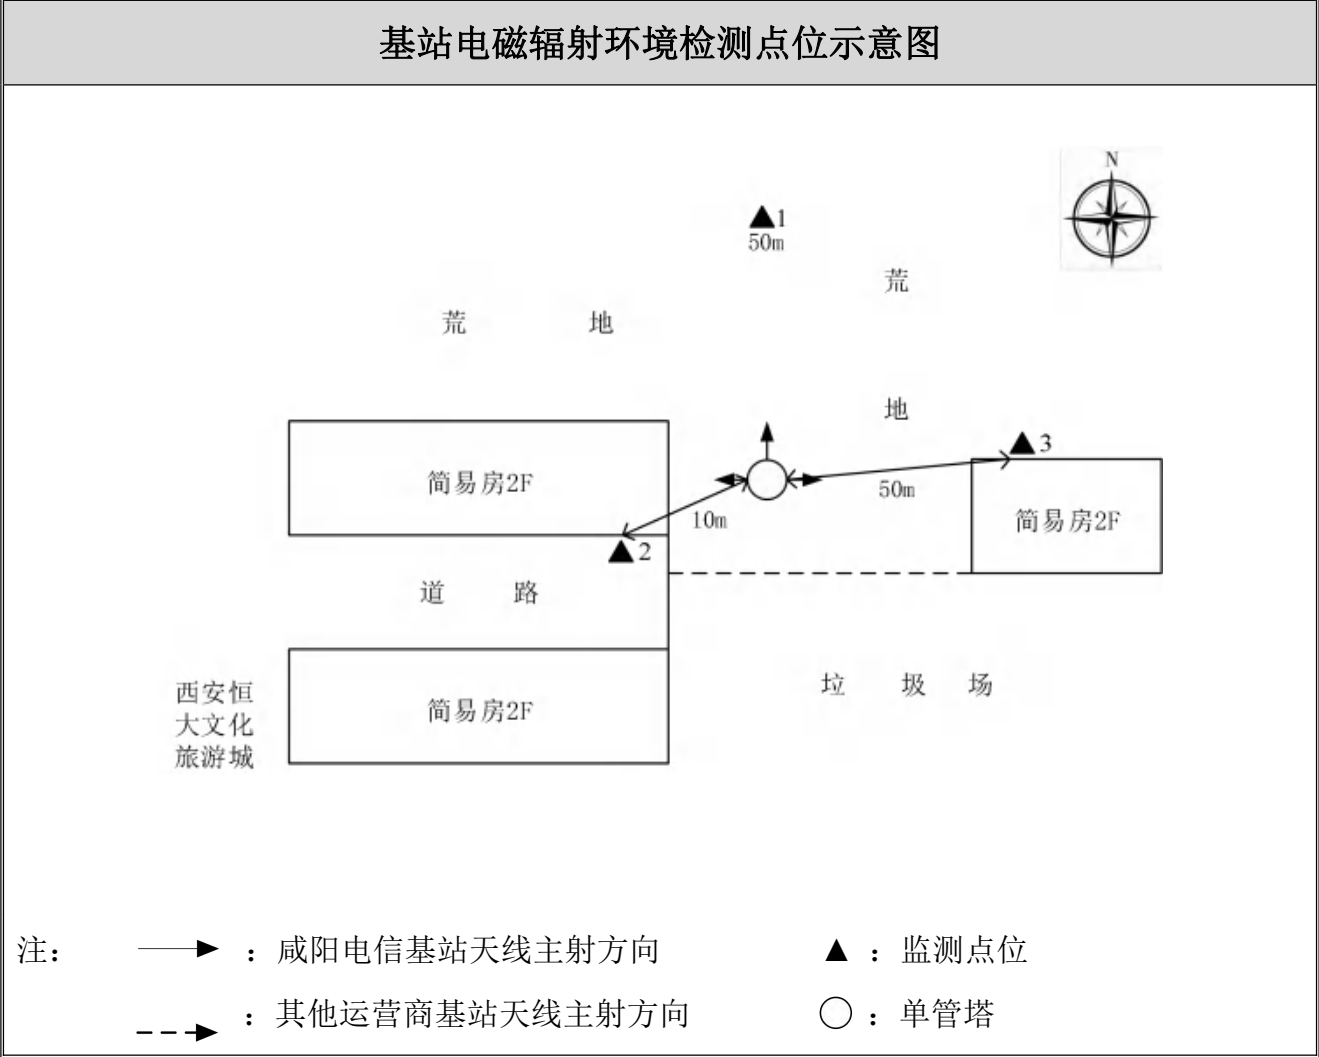 基站电磁辐射环境检测点位示意图
N
▲1
50m
荒
荒 地
地
▲3
简易房2F
50m
10m
简易房2F
▲2
道 路
垃 圾 场
西安恒
大文化
旅游城
简易房2F
注：
：咸阳电信基站天线主射方向
▲：监测点位
：其他运营商基站天线主射方向
○：单管塔